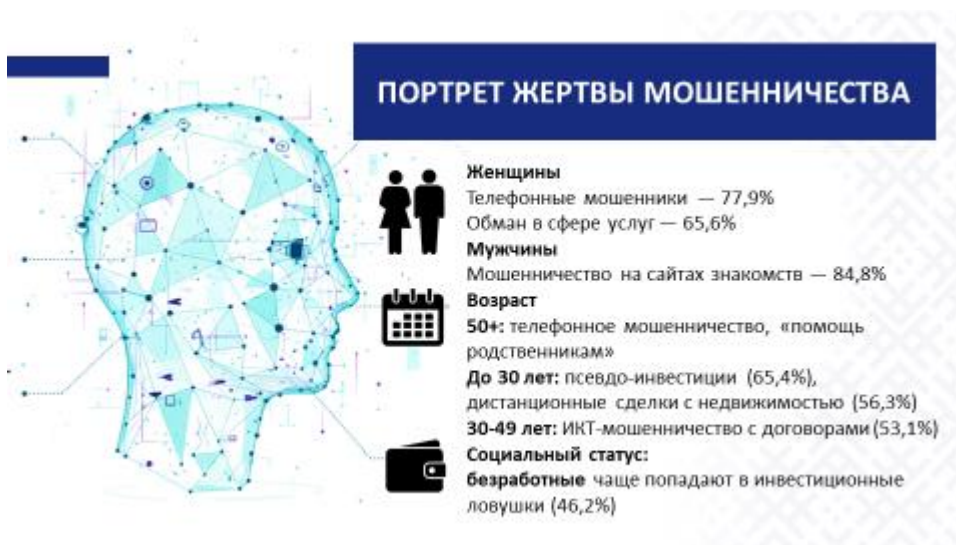 ПОРТРЕТ ЖЕРТВЫ МОШЕННИЧЕСТВА
Женщины
Телефонные мошенники — 77,9%
Обман в сфере услуг — 65,6%
Мужчины
Мошенничество на сайтах знакомств — 84,8%
Возраст
50+: телефонное мошенничество, «помощь
родственникам»
До 30 лет: псевдо-инвестиции (65,4%),
дистанционные сделки с недвижимостью (56,3%)
30-49 лет: ИКТ-мошенничество с договорами (53,1%)
Социальный статус:
безработные чаще попадают в инвестиционные
ловушки (46,2%)